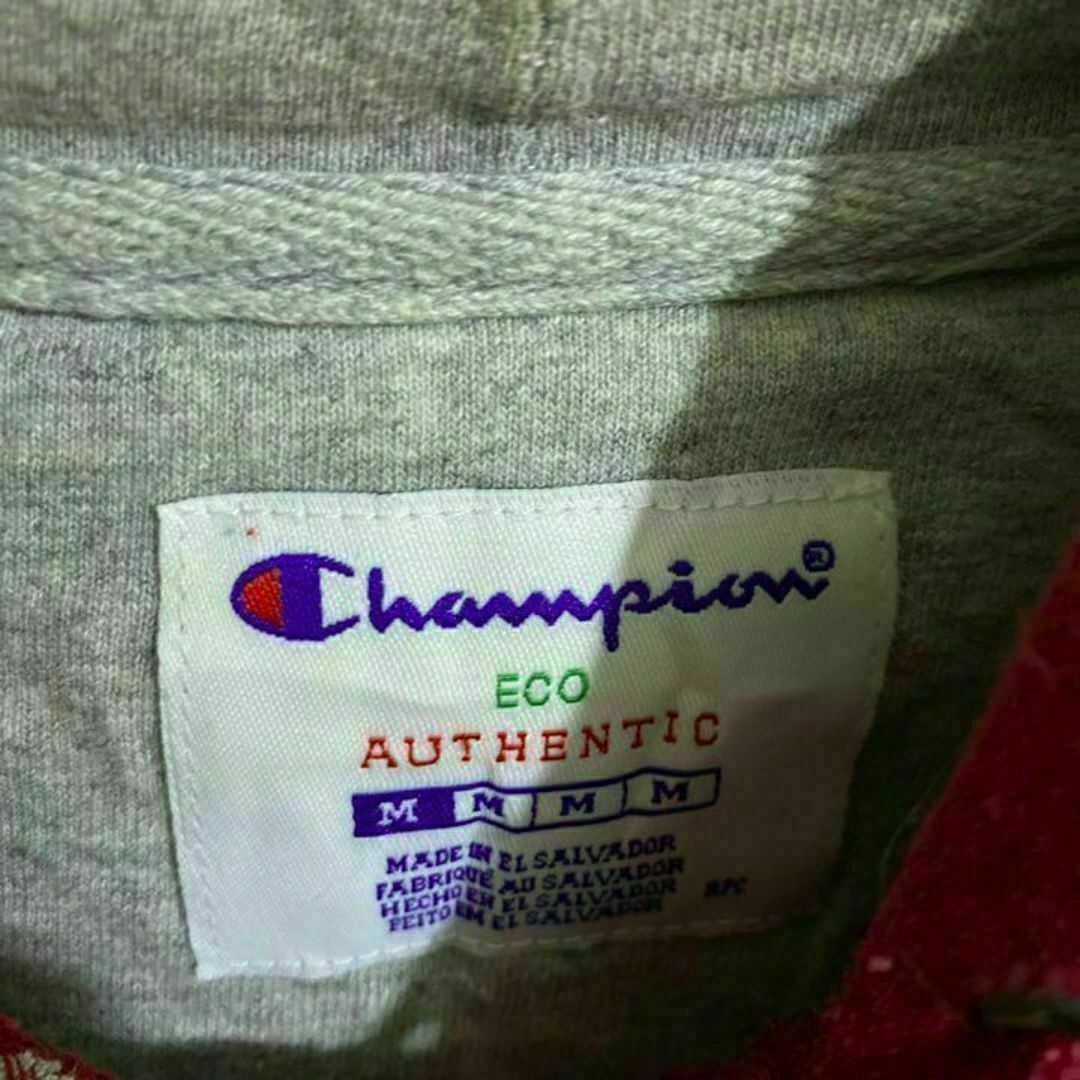 Champion®
ECO
AUTHENTIC
M M M M
MADE IN EL SALVADOR
FABRIQUÉ AU SALVADOR
HECHO EN EL SALVADOR
FEITO EM EL SALVADOR